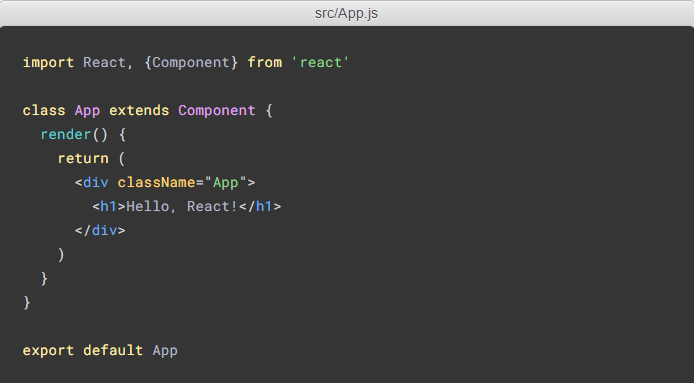 src/App.js
import React, {Component} from 'react'
class App extends Component {
render() {
return (
<div className="App">
<h1>Hello, React!</h1>
</div>
)
}
}
export default App